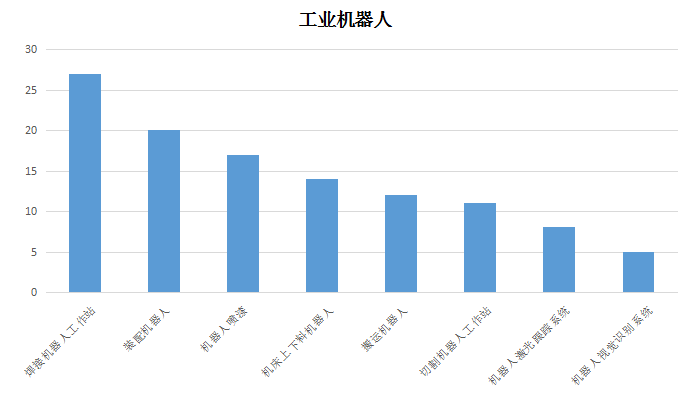 工业机器人
30
25
20
15
10
5
0
焊接机器人工作站
装配机器人
机器人喷漆
机床上下料机器人
搬运机器人
切割机器人工作站
机器人激光跟踪系统
机器人视觉识别系统